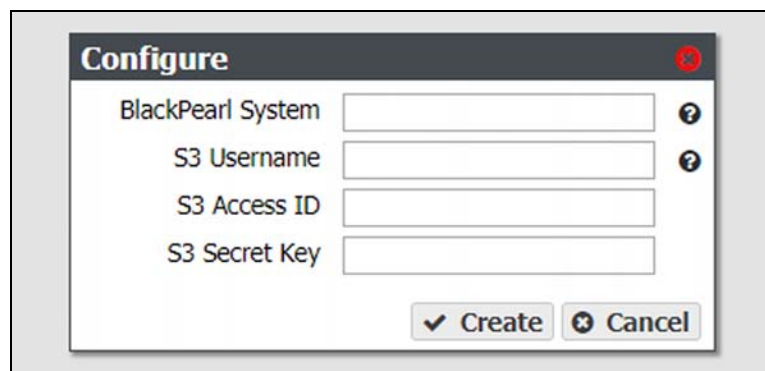 Configure
BlackPearl System
S3 Username
S3 Access ID
S3 Secret Key
Create Cancel